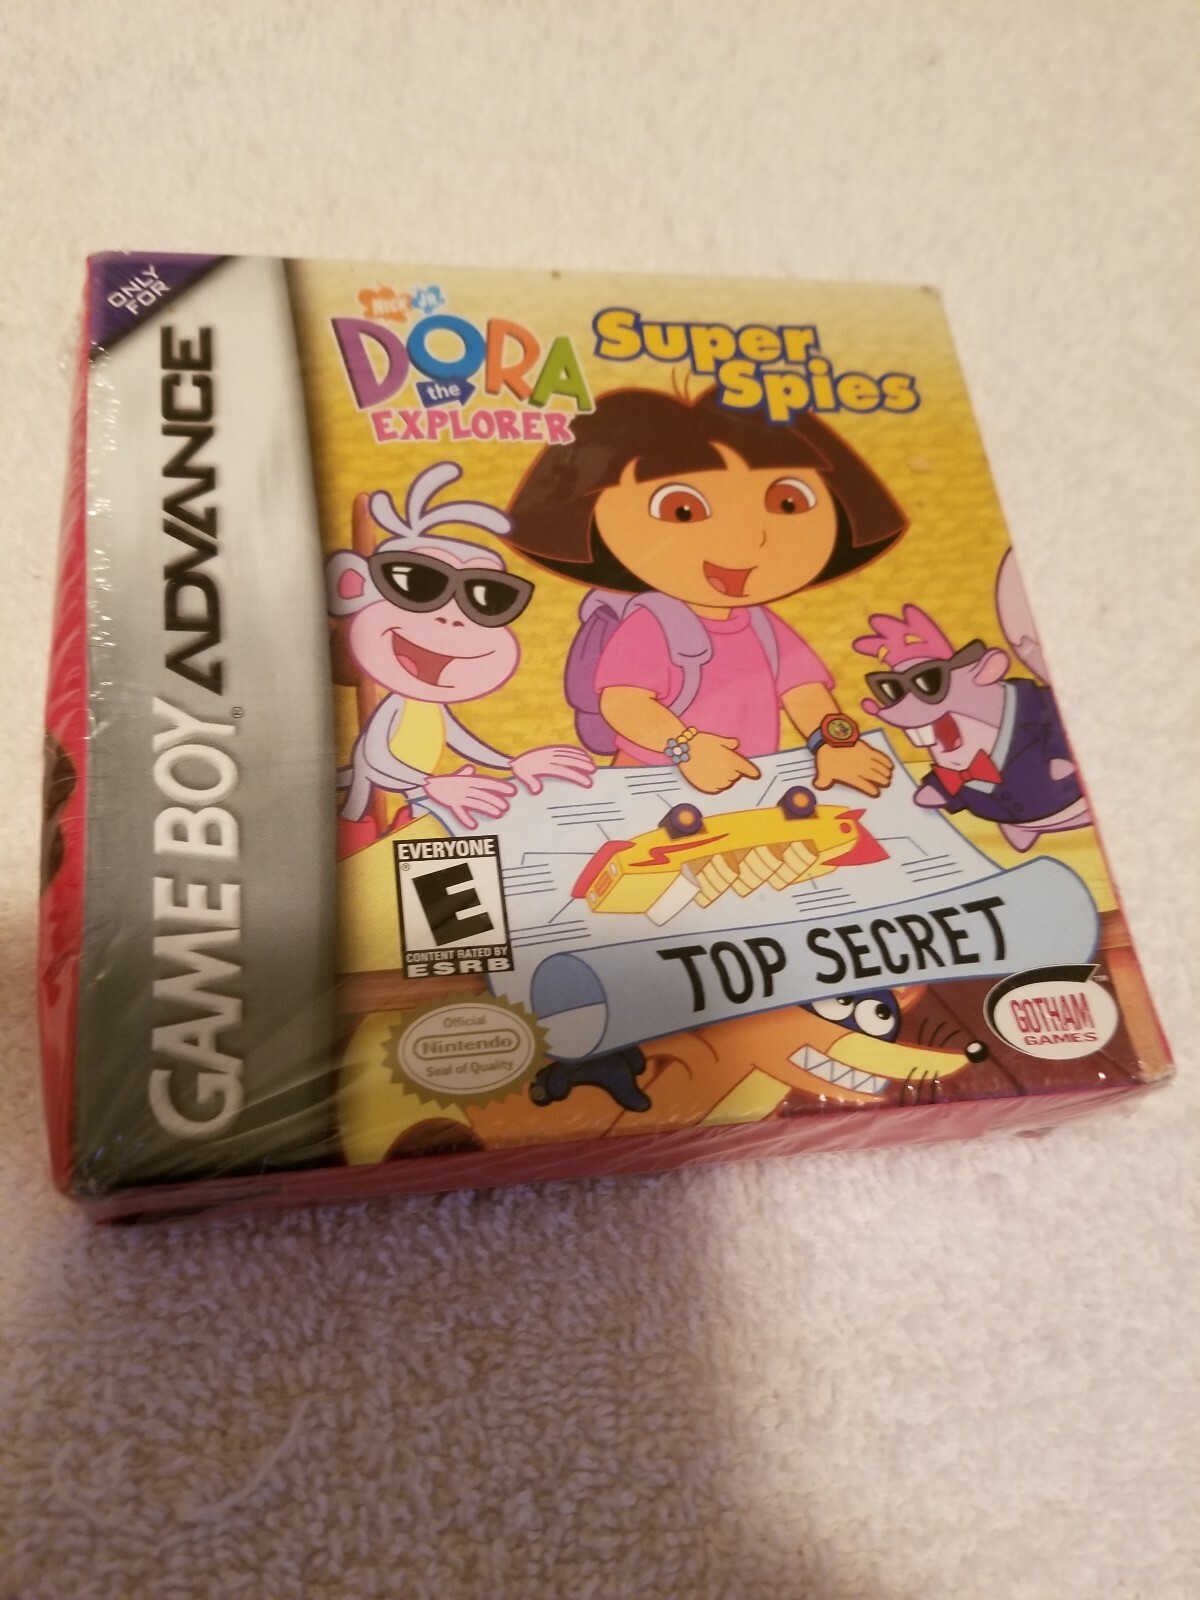 ONLY
FOR
GAME BOY ADVANCE
®
NICK JR.
DORA
the
EXPLORER
Super
Spies
EVERYONE
E
®
CONTENT RATED BY
ESRB
TOP SECRET
Official
Nintendo
Seal of Quality
GOTHAM
GAMES
TM